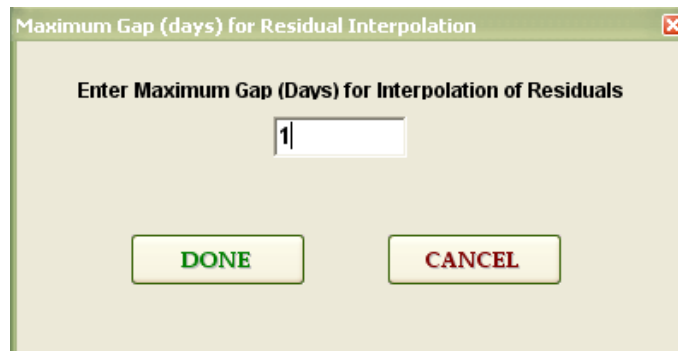 Maximum Gap (days) for Residual Interpolation
Enter Maximum Gap (Days) for Interpolation of Residuals
1
DONE CANCEL